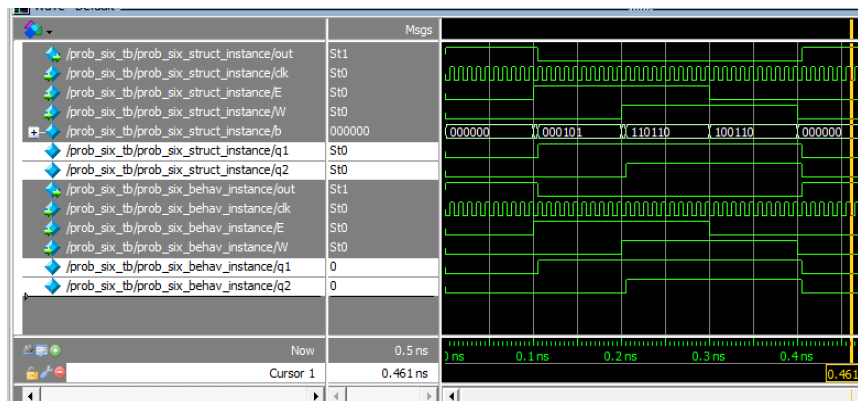 Wave - Default
Msgs
/prob_six_tb/prob_six_struct_instance/out St1
/prob_six_tb/prob_six_struct_instance/clk St0
/prob_six_tb/prob_six_struct_instance/E St0
/prob_six_tb/prob_six_struct_instance/W St0
/prob_six_tb/prob_six_struct_instance/b 000000 000000 000101 110110 100110 000000
/prob_six_tb/prob_six_struct_instance/q1 St0
/prob_six_tb/prob_six_struct_instance/q2 St0
/prob_six_tb/prob_six_behav_instance/out St1
/prob_six_tb/prob_six_behav_instance/clk St0
/prob_six_tb/prob_six_behav_instance/E St0
/prob_six_tb/prob_six_behav_instance/W St0
/prob_six_tb/prob_six_behav_instance/q1 0
/prob_six_tb/prob_six_behav_instance/q2 0
Now 0.5 ns ns 0.1 ns 0.2 ns 0.3 ns 0.4 ns
Cursor 1 0.461 ns 0.461